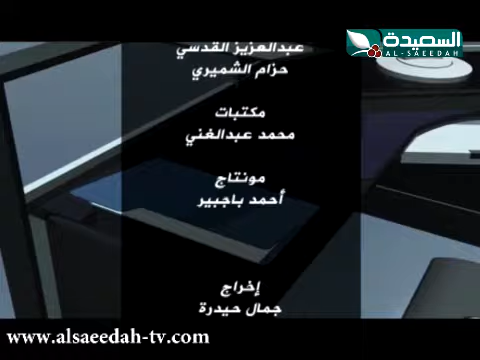 السعيدة
AL-SAEEDAH
عبدالعزيز القدسي
حزام الشميري
مكتبات
محمد عبدالغني
مونتاج
أحمد باجبير
إخراج
جمال حيدرة
www.alsaeedah-tv.com